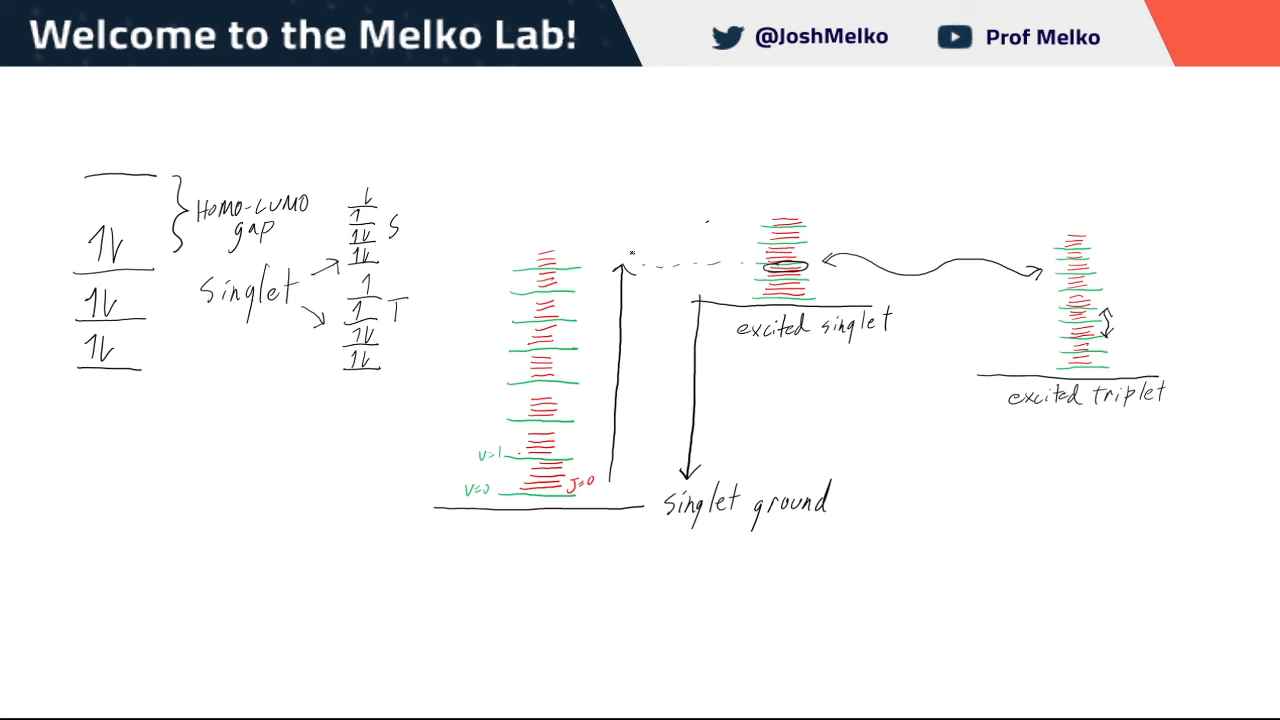 Welcome to the Melko Lab!
@JoshMelko
Prof Melko
HOMO-LUMO
gap
S
Singlet
T
excited singlet
excited triplet
v=1
v=0
J=0
singlet ground